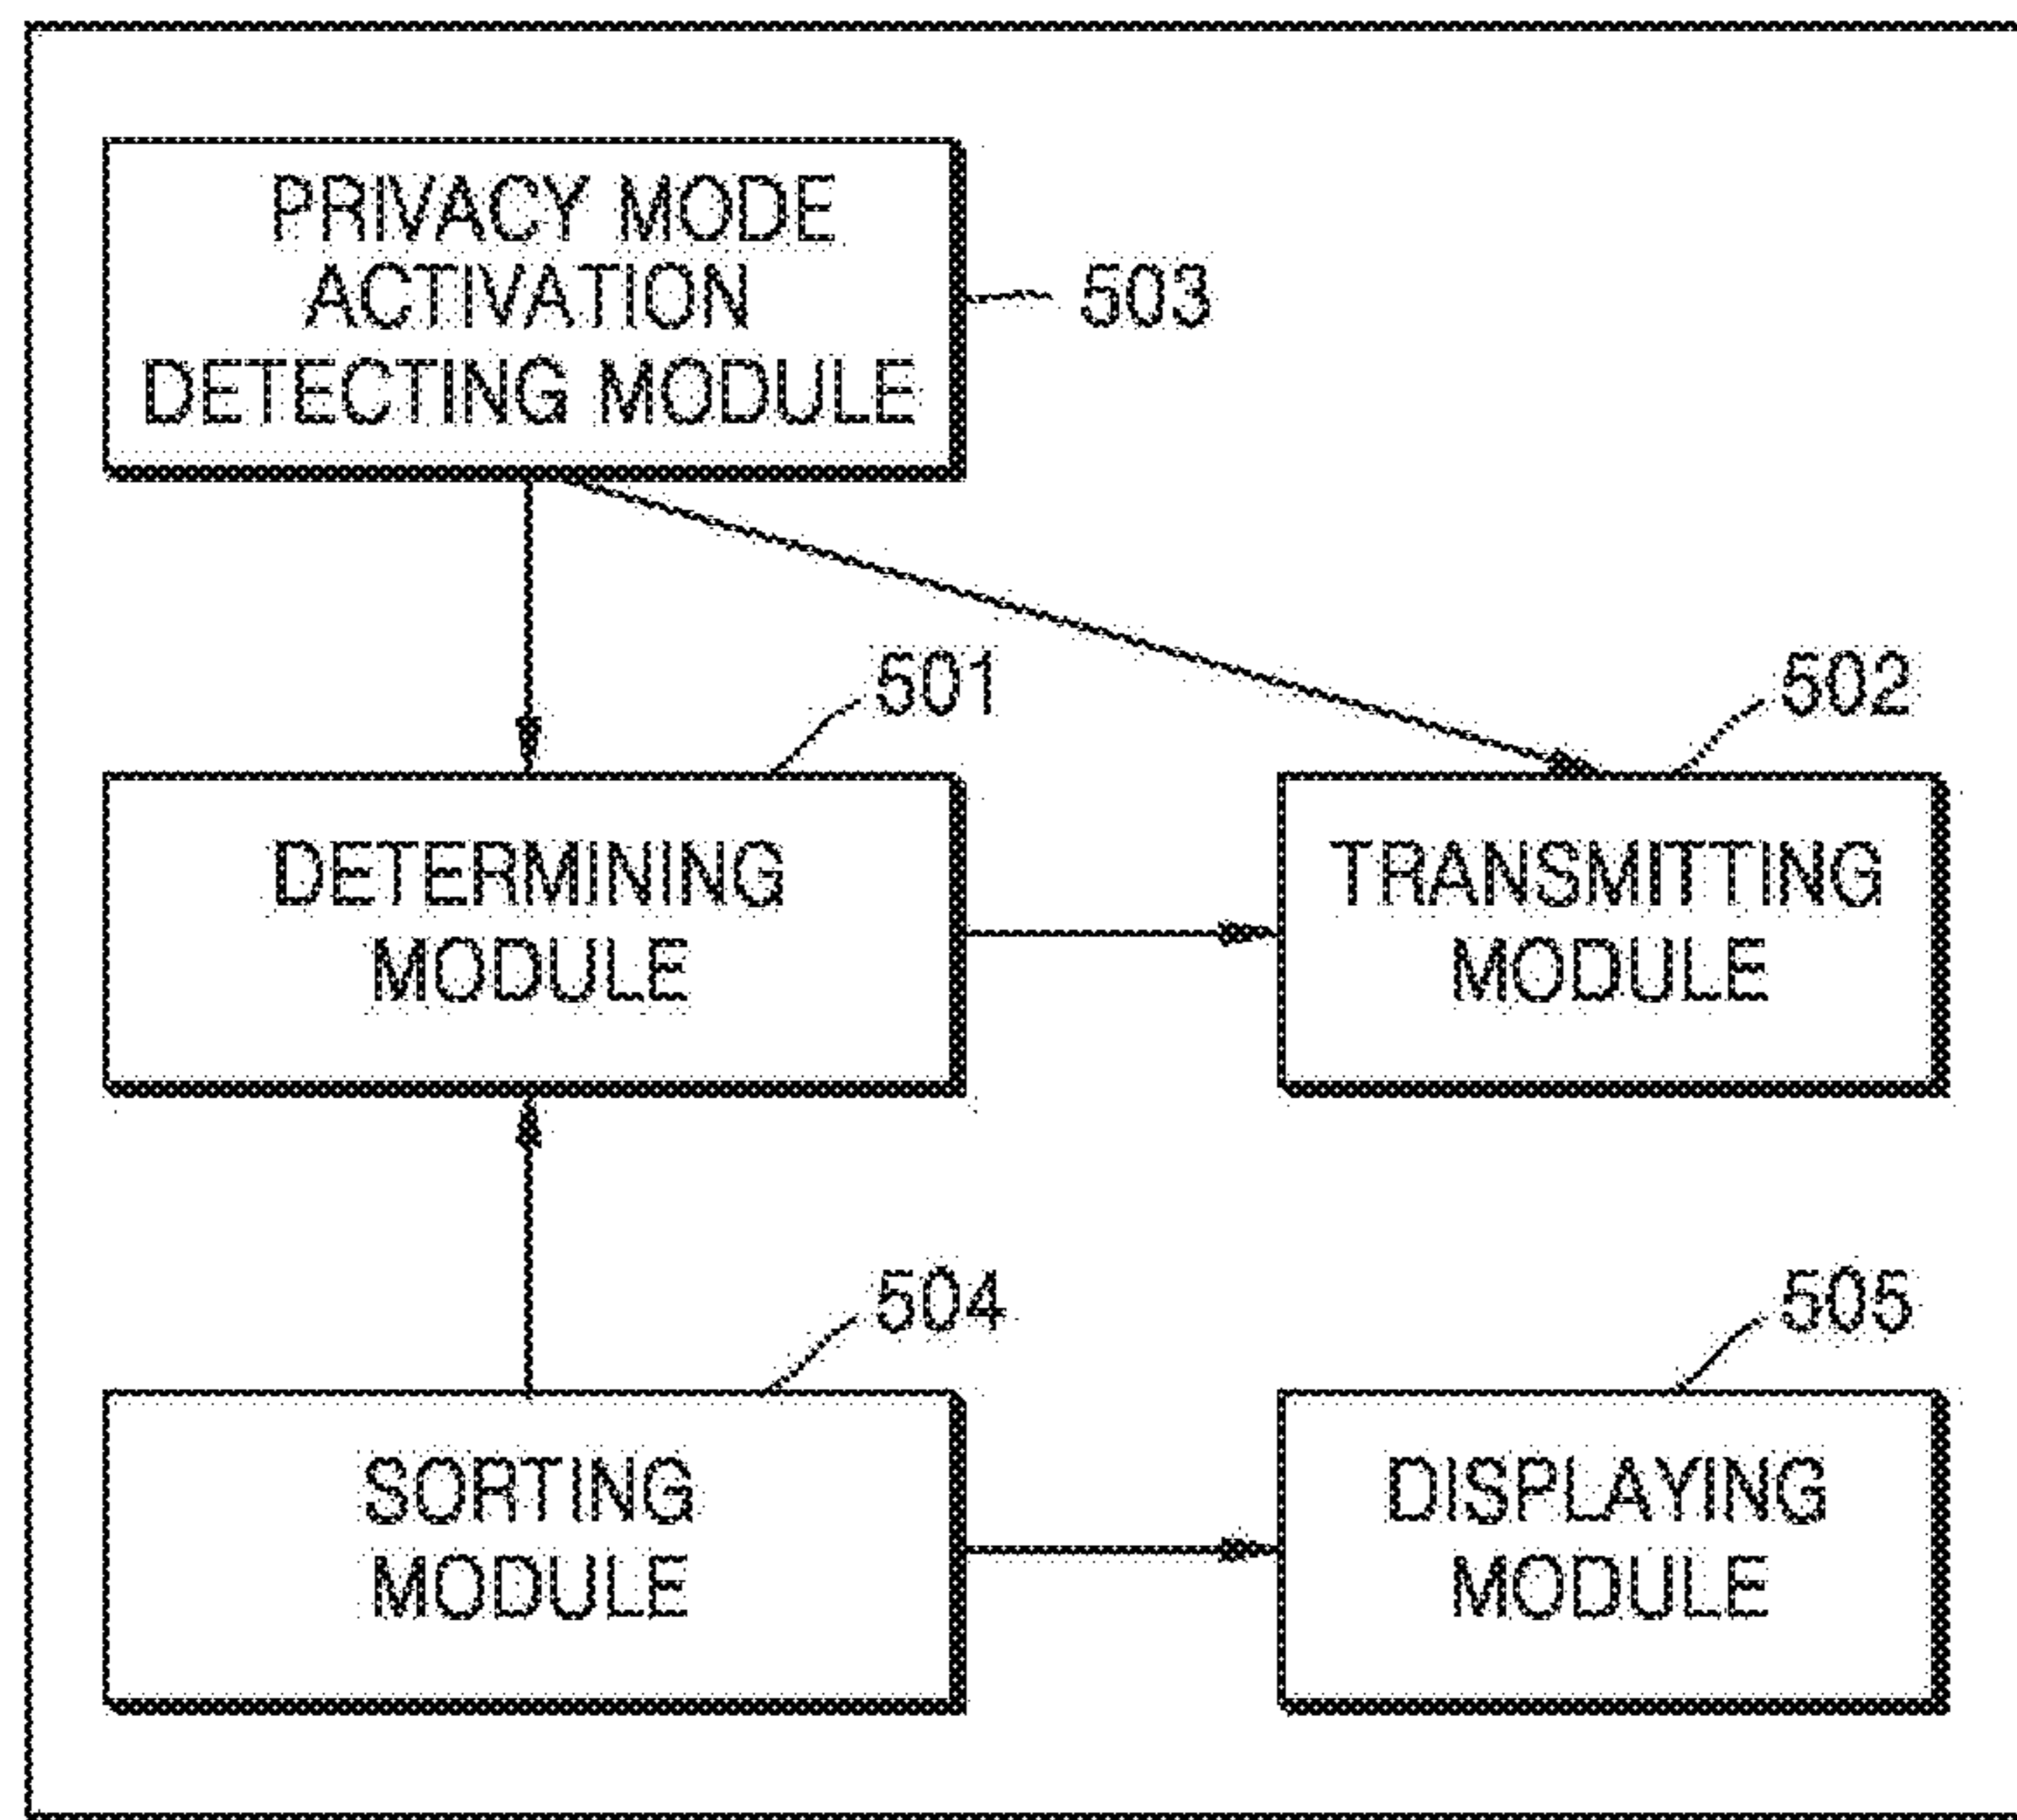 PRIVACY MODE
ACTIVATION
DETECTING MODULE
503
501
502
DETERMINING
MODULE
TRANSMITTING
MODULE
504
505
SORTING
MODULE
DISPLAYING
MODULE